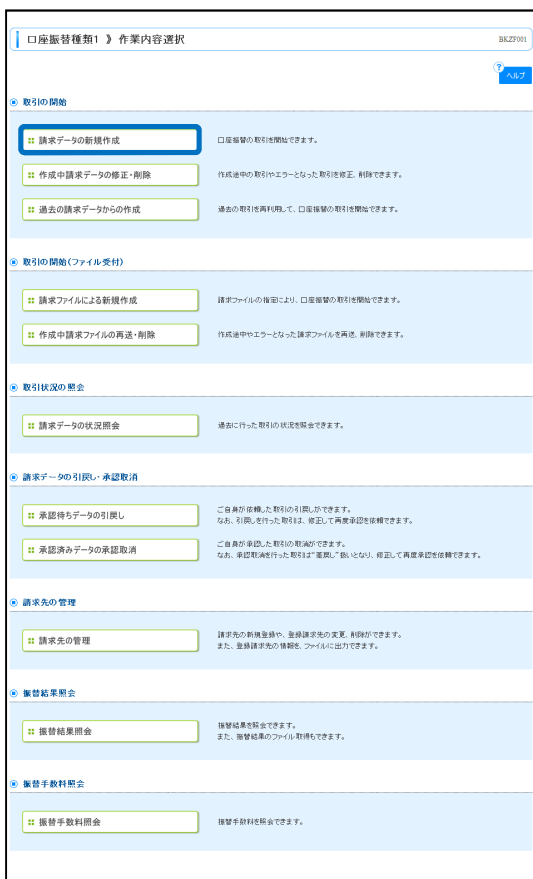 口座振替種類1 》 作業内容選択
BKZF001
?
ヘルプ
取引の開始
請求データの新規作成
口座振替の取引を開始できます。
作成中請求データの修正・削除
作成途中の取引やエラーとなった取引を修正、削除できます。
過去の請求データからの作成
過去の取引を再利用して、口座振替の取引を開始できます。
取引の開始(ファイル受付)
請求ファイルによる新規作成
請求ファイルの指定により、口座振替の取引を開始できます。
作成中請求ファイルの再送・削除
作成途中やエラーとなった請求ファイルを再送、削除できます。
取引状況の照会
請求データの状況照会
過去に行った取引の状況を照会できます。
請求データの引戻し・承認取消
承認待ちデータの引戻し
ご自身が依頼した取引の引戻しができます。
なお、引戻しを行った取引は、修正して再度承認を依頼できます。
承認済みデータの承認取消
ご自身が承認した取引の取消ができます。
なお、承認取消を行った取引は"差戻し"扱いとなり、修正して再度承認を依頼できます。
請求先の管理
請求先の管理
請求先の新規登録や、登録請求先の変更、削除ができます。
また、登録請求先の情報を、ファイルに出力できます。
振替結果照会
振替結果照会
振替結果を照会できます。
また、振替結果のファイル取得もできます。
振替手数料照会
振替手数料照会
振替手数料を照会できます。